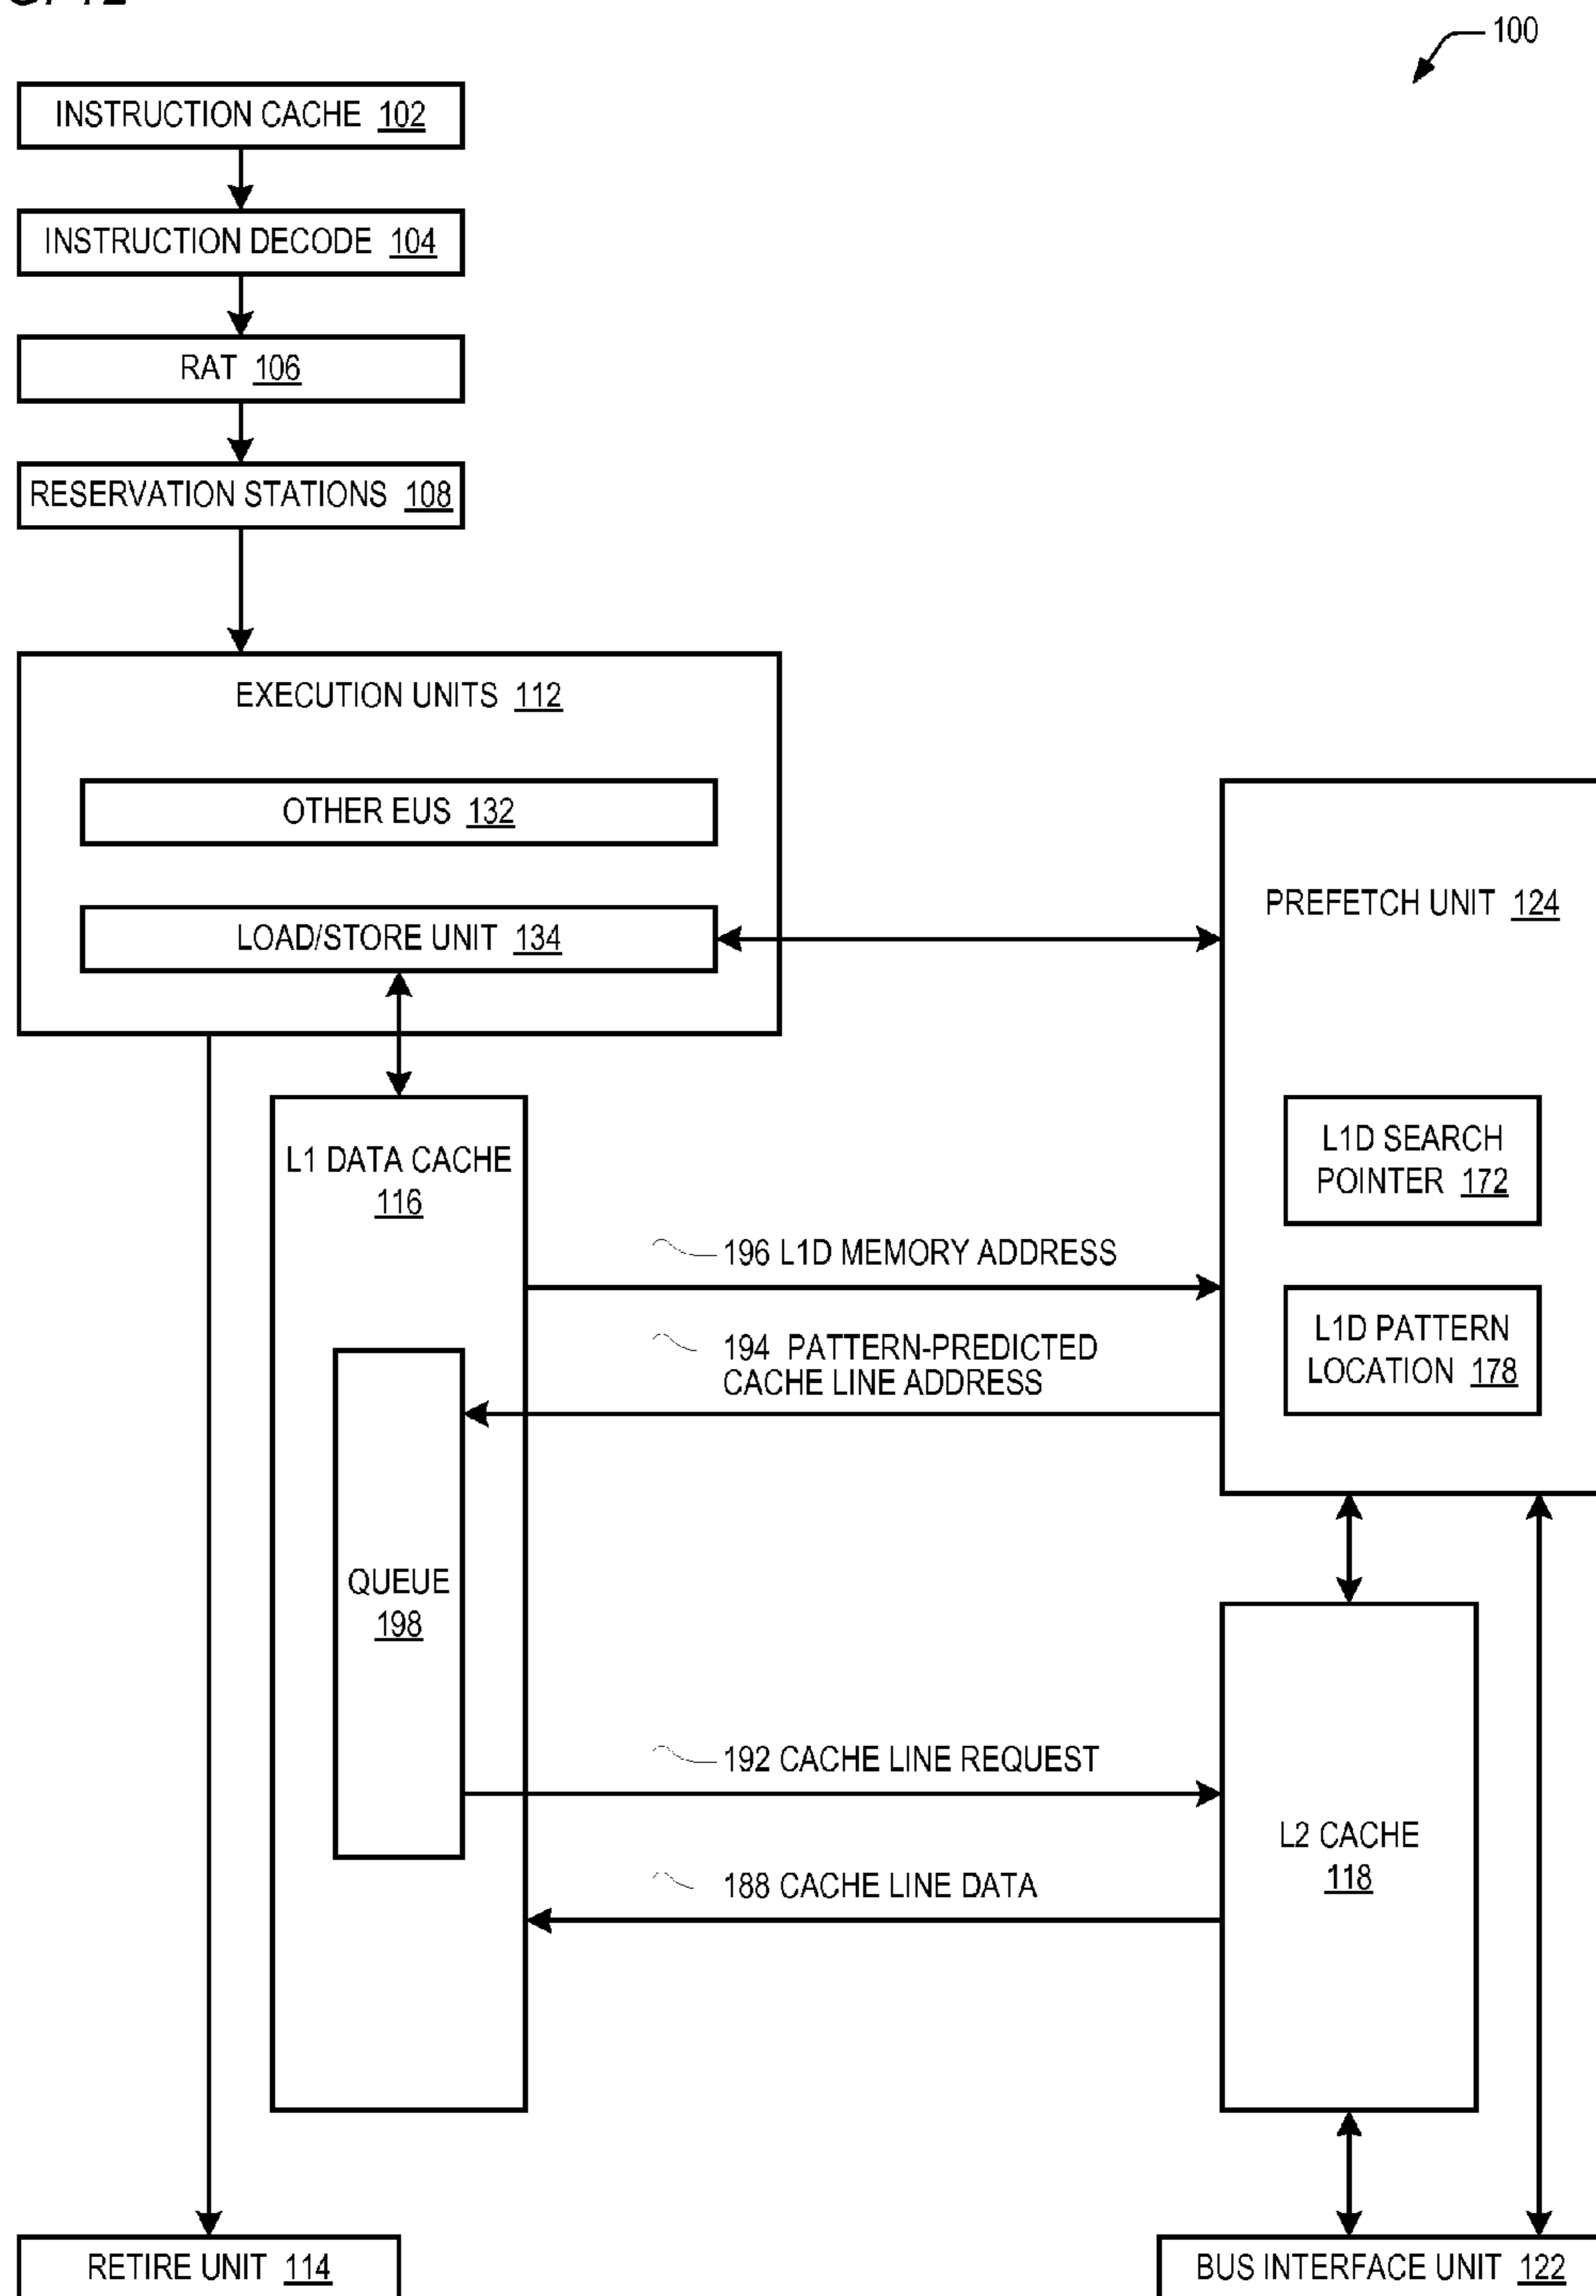 100
INSTRUCTION CACHE 102
INSTRUCTION DECODE 104
RAT 106
RESERVATION STATIONS 108
EXECUTION UNITS 112
OTHER EUS 132
LOAD/STORE UNIT 134
PREFETCH UNIT 124
L1D SEARCH
POINTER 172
L1D PATTERN
LOCATION 178
L1 DATA CACHE
116
196 L1D MEMORY ADDRESS
194 PATTERN-PREDICTED
CACHE LINE ADDRESS
QUEUE
198
192 CACHE LINE REQUEST
188 CACHE LINE DATA
L2 CACHE
118
RETIRE UNIT 114
BUS INTERFACE UNIT 122